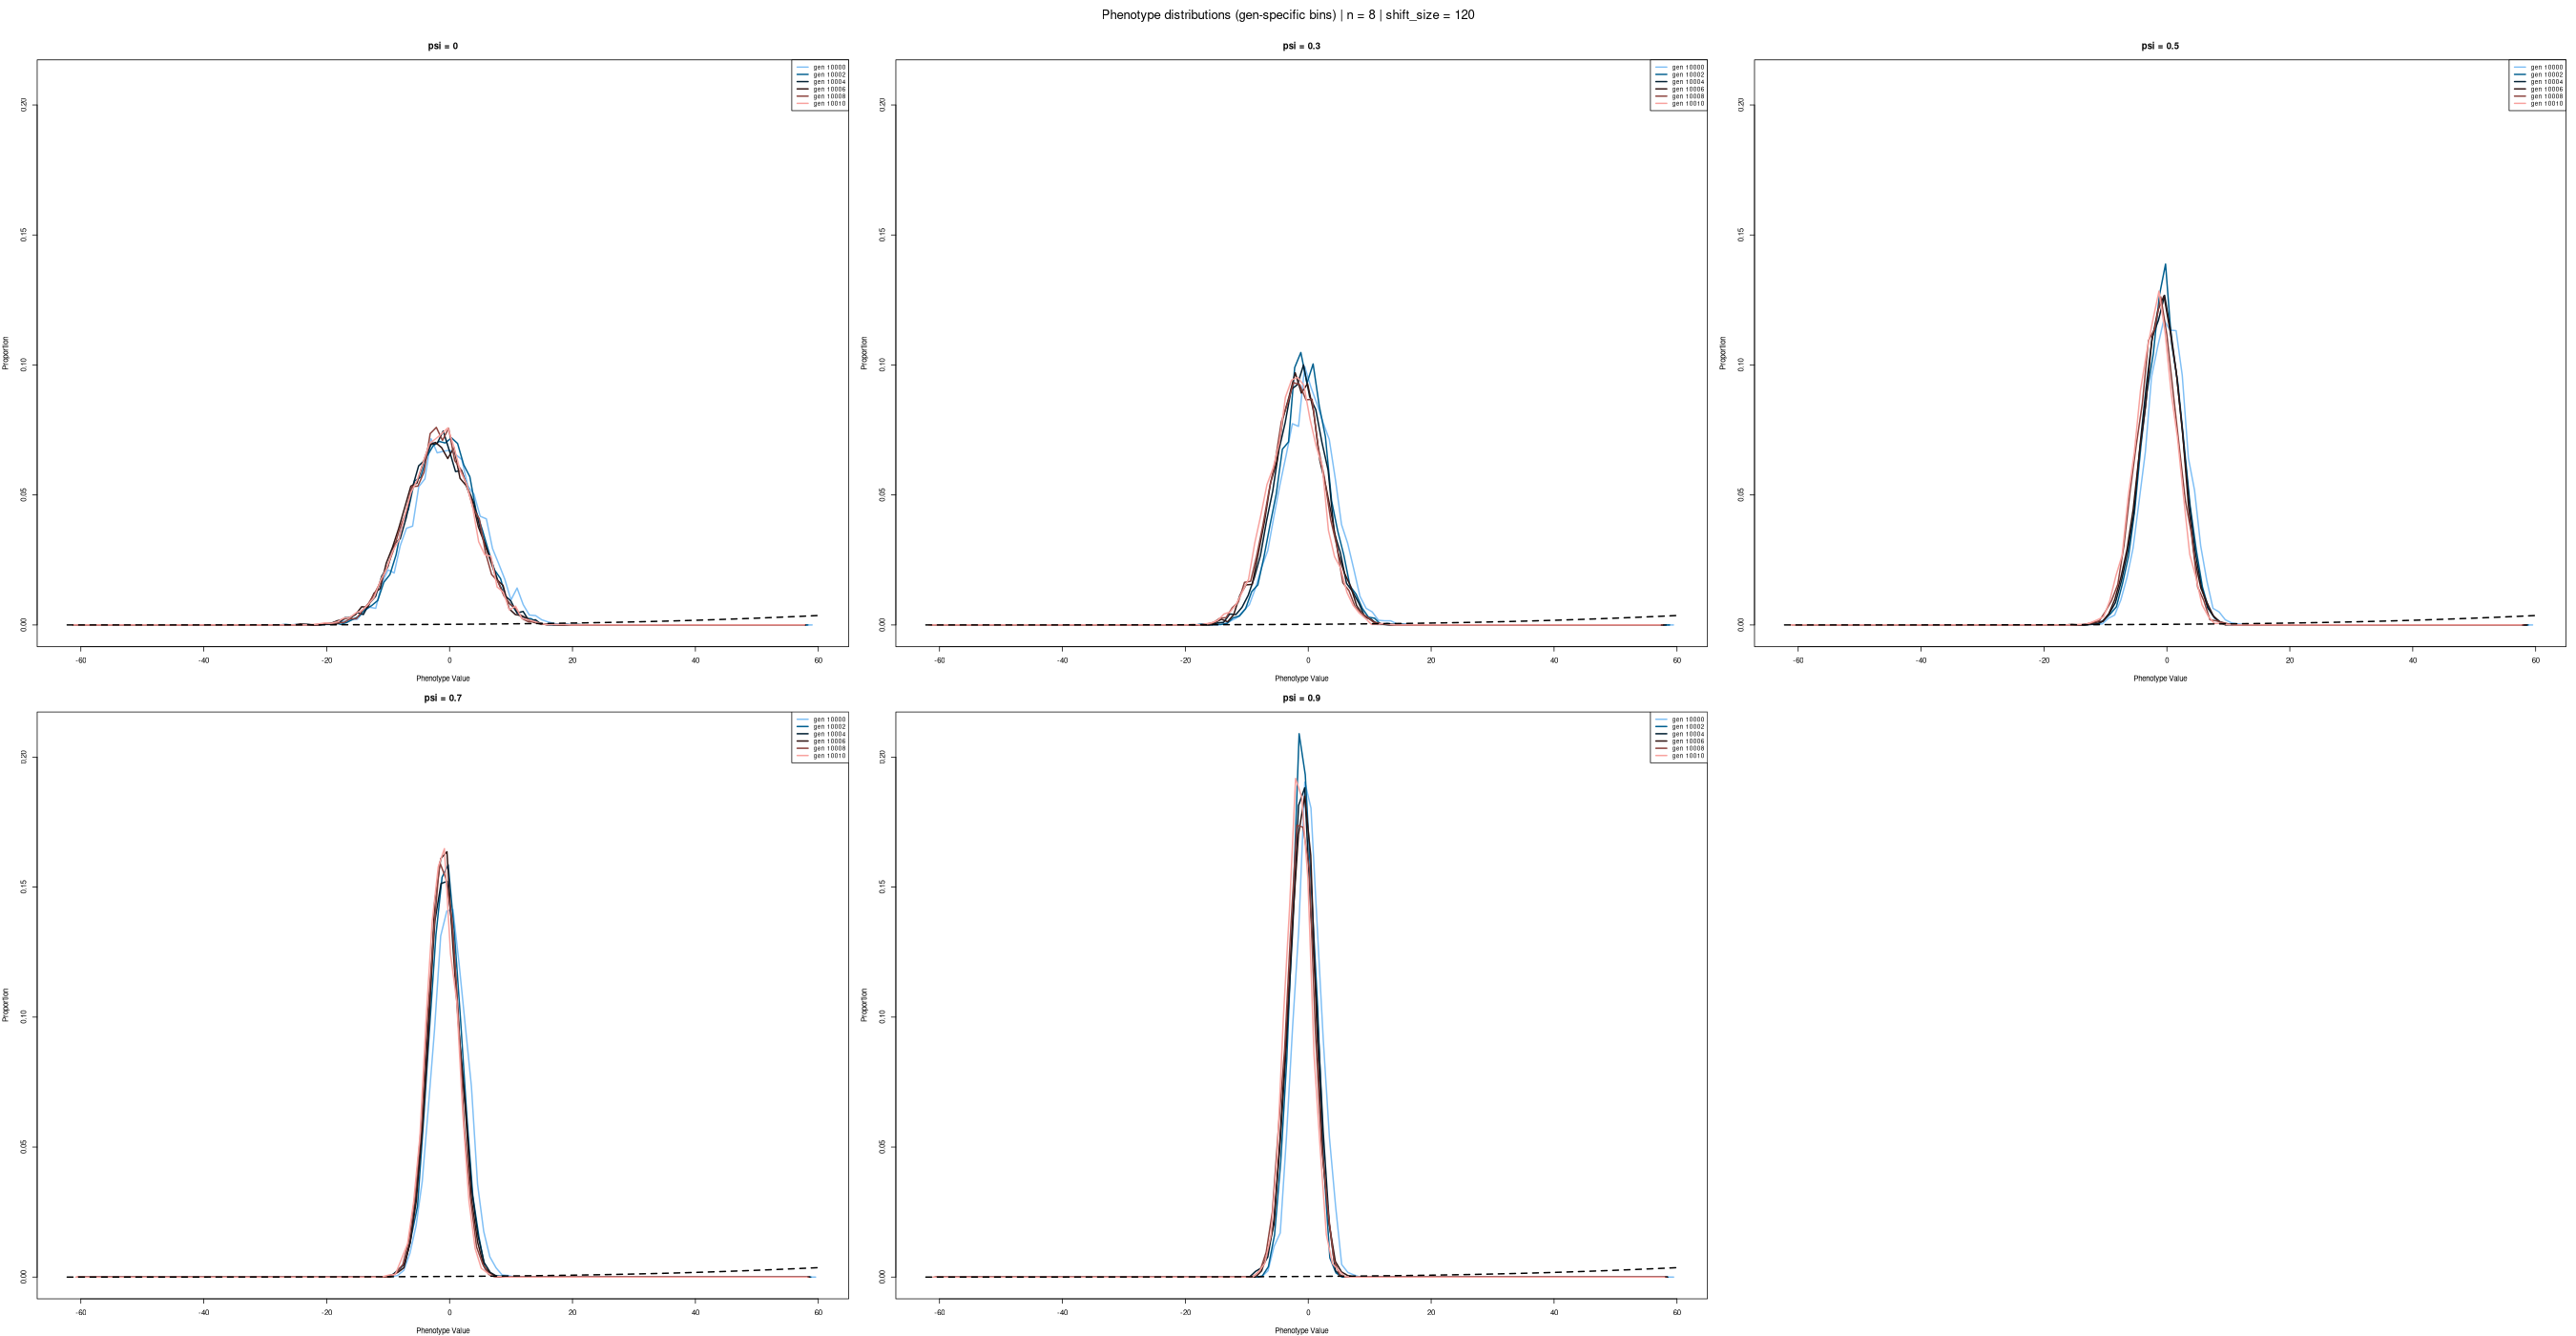 Phenotype distributions (gen-specific bins) | n = 8 | shift_size = 120
psi = 0
gen 10000
gen 10002
gen 10004
gen 10006
gen 10008
gen 10010
Proportion
0.20
0.15
0.10
0.05
0.00
-60 -40 -20 0 20 40 60
Phenotype Value
psi = 0.3
gen 10000
gen 10002
gen 10004
gen 10006
gen 10008
gen 10010
Proportion
0.20
0.15
0.10
0.05
0.00
-60 -40 -20 0 20 40 60
Phenotype Value
psi = 0.5
gen 10000
gen 10002
gen 10004
gen 10006
gen 10008
gen 10010
Proportion
0.20
0.15
0.10
0.05
0.00
-60 -40 -20 0 20 40 60
Phenotype Value
psi = 0.7
gen 10000
gen 10002
gen 10004
gen 10006
gen 10008
gen 10010
Proportion
0.20
0.15
0.10
0.05
0.00
-60 -40 -20 0 20 40 60
Phenotype Value
psi = 0.9
gen 10000
gen 10002
gen 10004
gen 10006
gen 10008
gen 10010
Proportion
0.20
0.15
0.10
0.05
0.00
-60 -40 -20 0 20 40 60
Phenotype Value